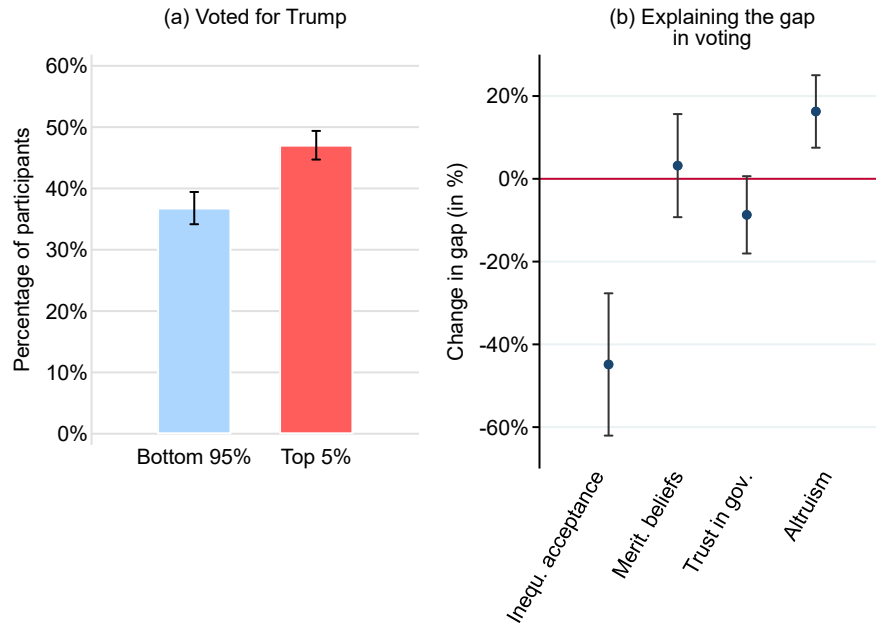 (a) Voted for Trump
60%
50%
40%
30%
20%
10%
0%
Percentage of participants
Bottom 95%
Top 5%
(b) Explaining the gap
in voting
20%
0%
-20%
-40%
-60%
Change in gap (in %)
Inequ. acceptance
Merit. beliefs
Trust in gov.
Altruism